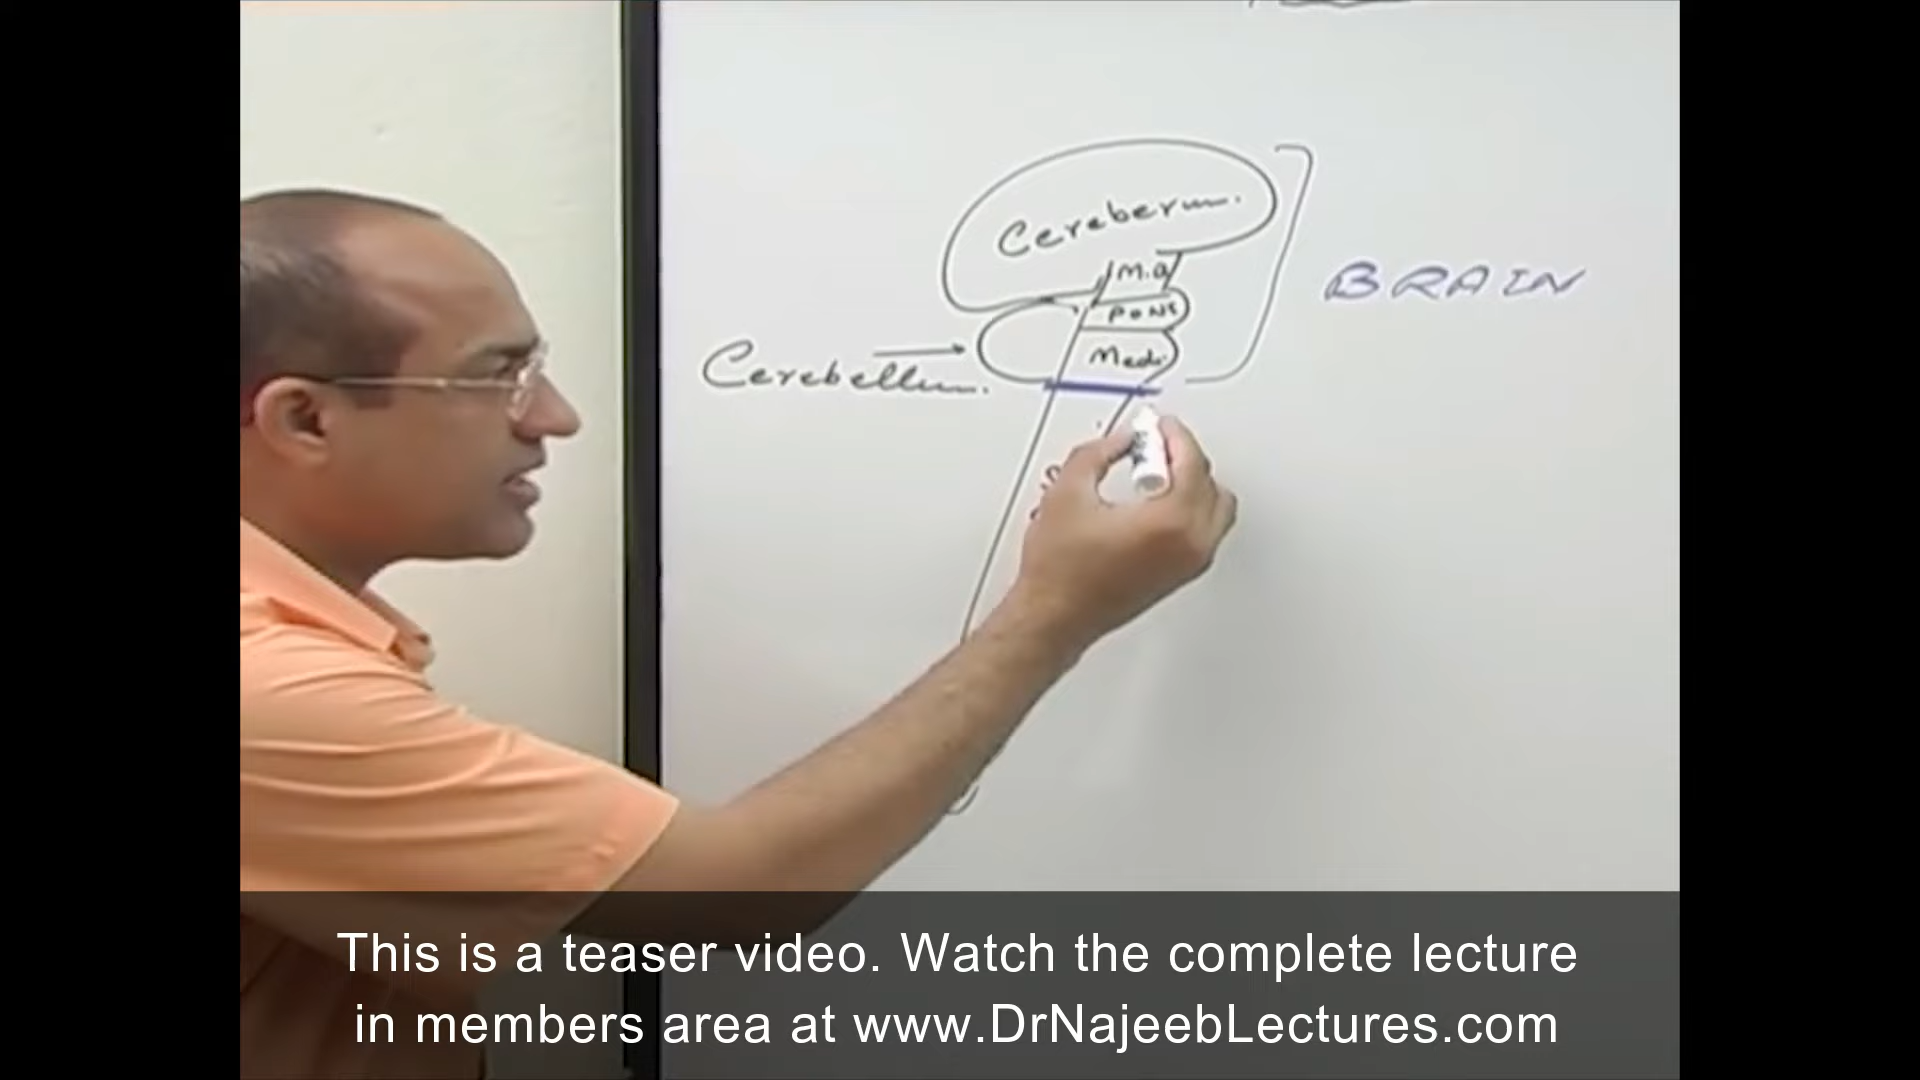 Cereberum.
M.B
PONS
BRAIN
Medu.
Cerebellum.
This is a teaser video. Watch the complete lecture
in members area at www.DrNajeebLectures.com